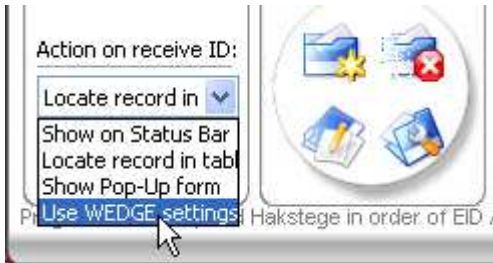 Action on receive ID:
Locate record in
Show on Status Bar
Locate record in tabl
Show Pop-Up form
Use WEDGE settings
Hakstege in order of EID